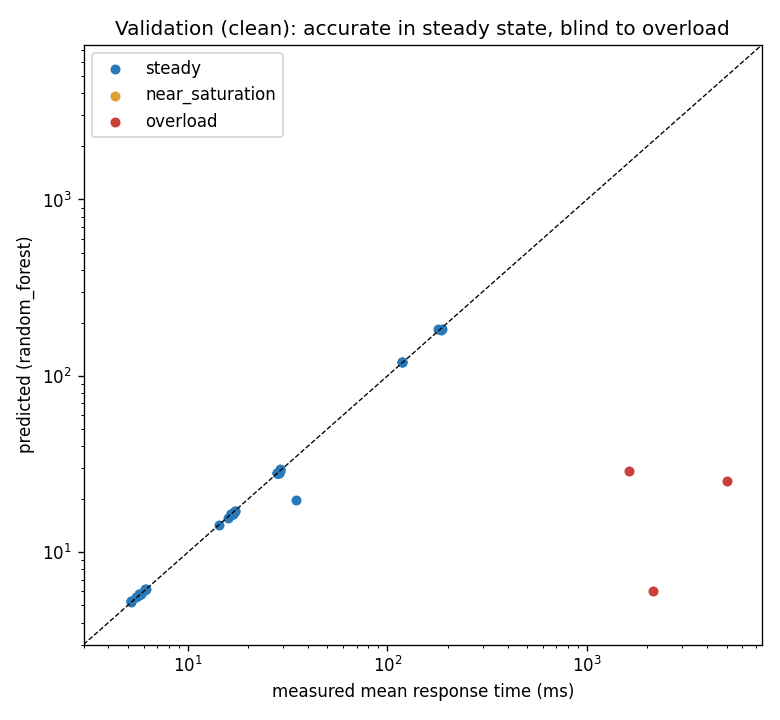 Validation (clean): accurate in steady state, blind to overload
steady
near_saturation
overload
predicted (random_forest)
10³
10²
10¹
10¹
10²
10³
measured mean response time (ms)